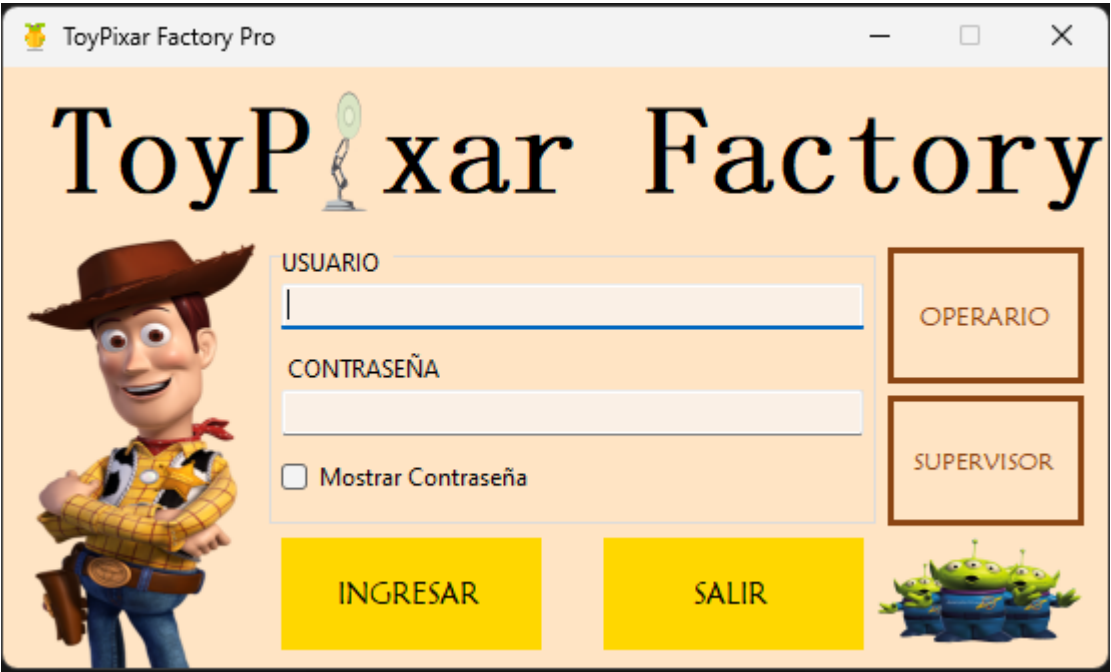 ToyPixar Factory Pro
ToyPixar Factory
USUARIO
OPERARIO
CONTRASEÑA
SUPERVISOR
Mostrar Contraseña
INGRESAR
SALIR